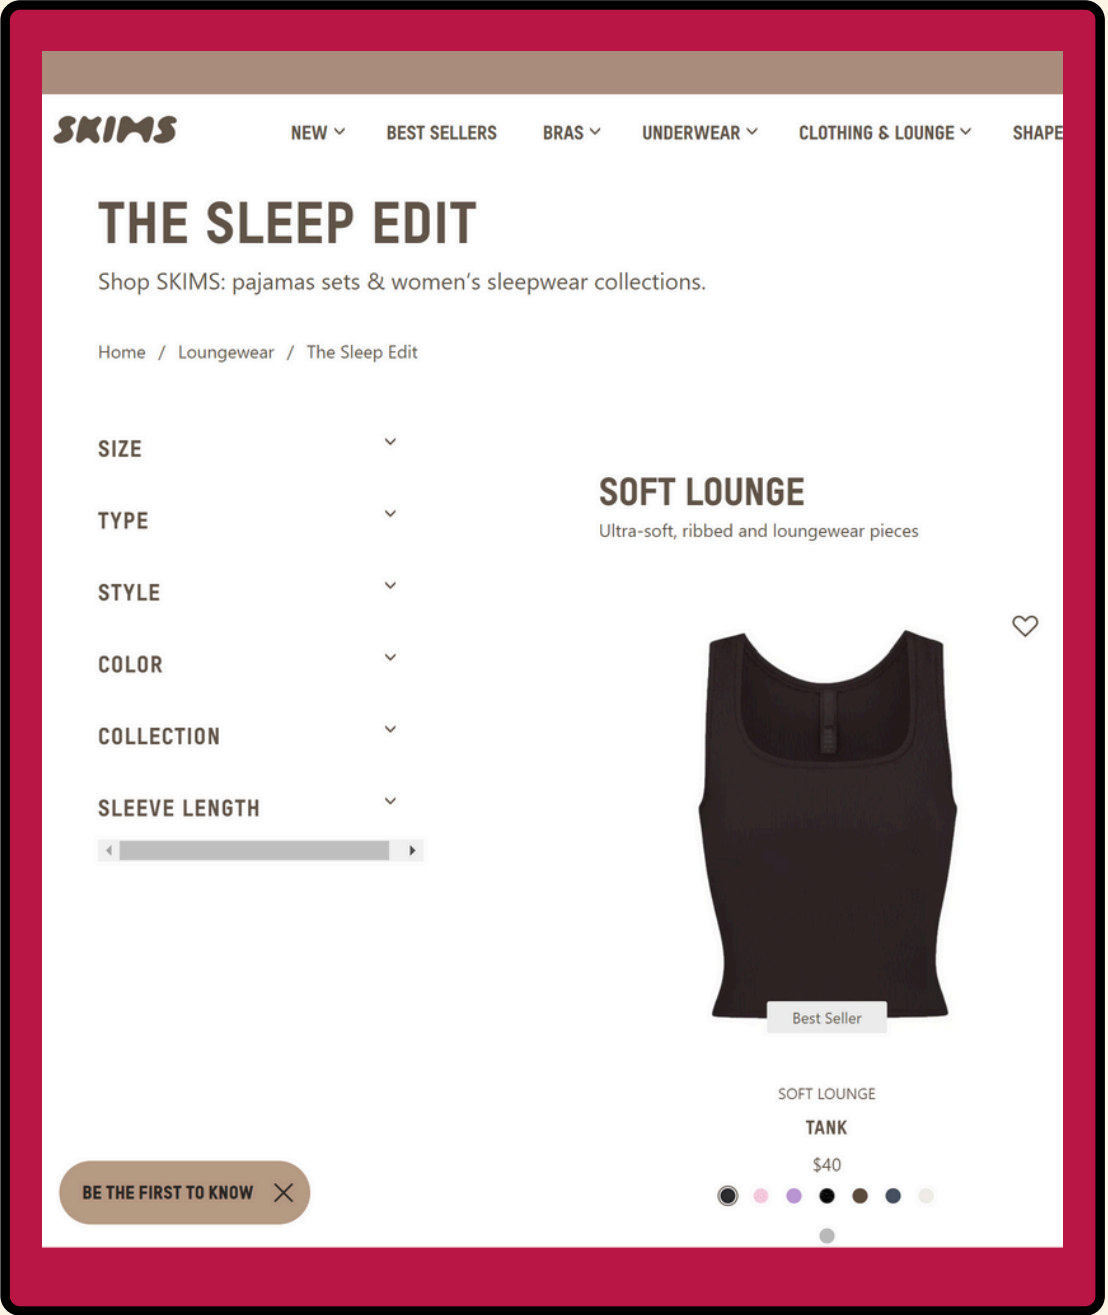 SKIMS
NEW BEST SELLERS BRAS UNDERWEAR CLOTHING & LOUNGE SHAPE
THE SLEEP EDIT
Shop SKIMS: pajamas sets & women's sleepwear collections.
Home / Loungewear / The Sleep Edit
SIZE
TYPE
STYLE
COLOR
COLLECTION
SLEEVE LENGTH
SOFT LOUNGE
Ultra-soft, ribbed and loungewear pieces
Best Seller
SOFT LOUNGE
TANK
$40
BE THE FIRST TO KNOW